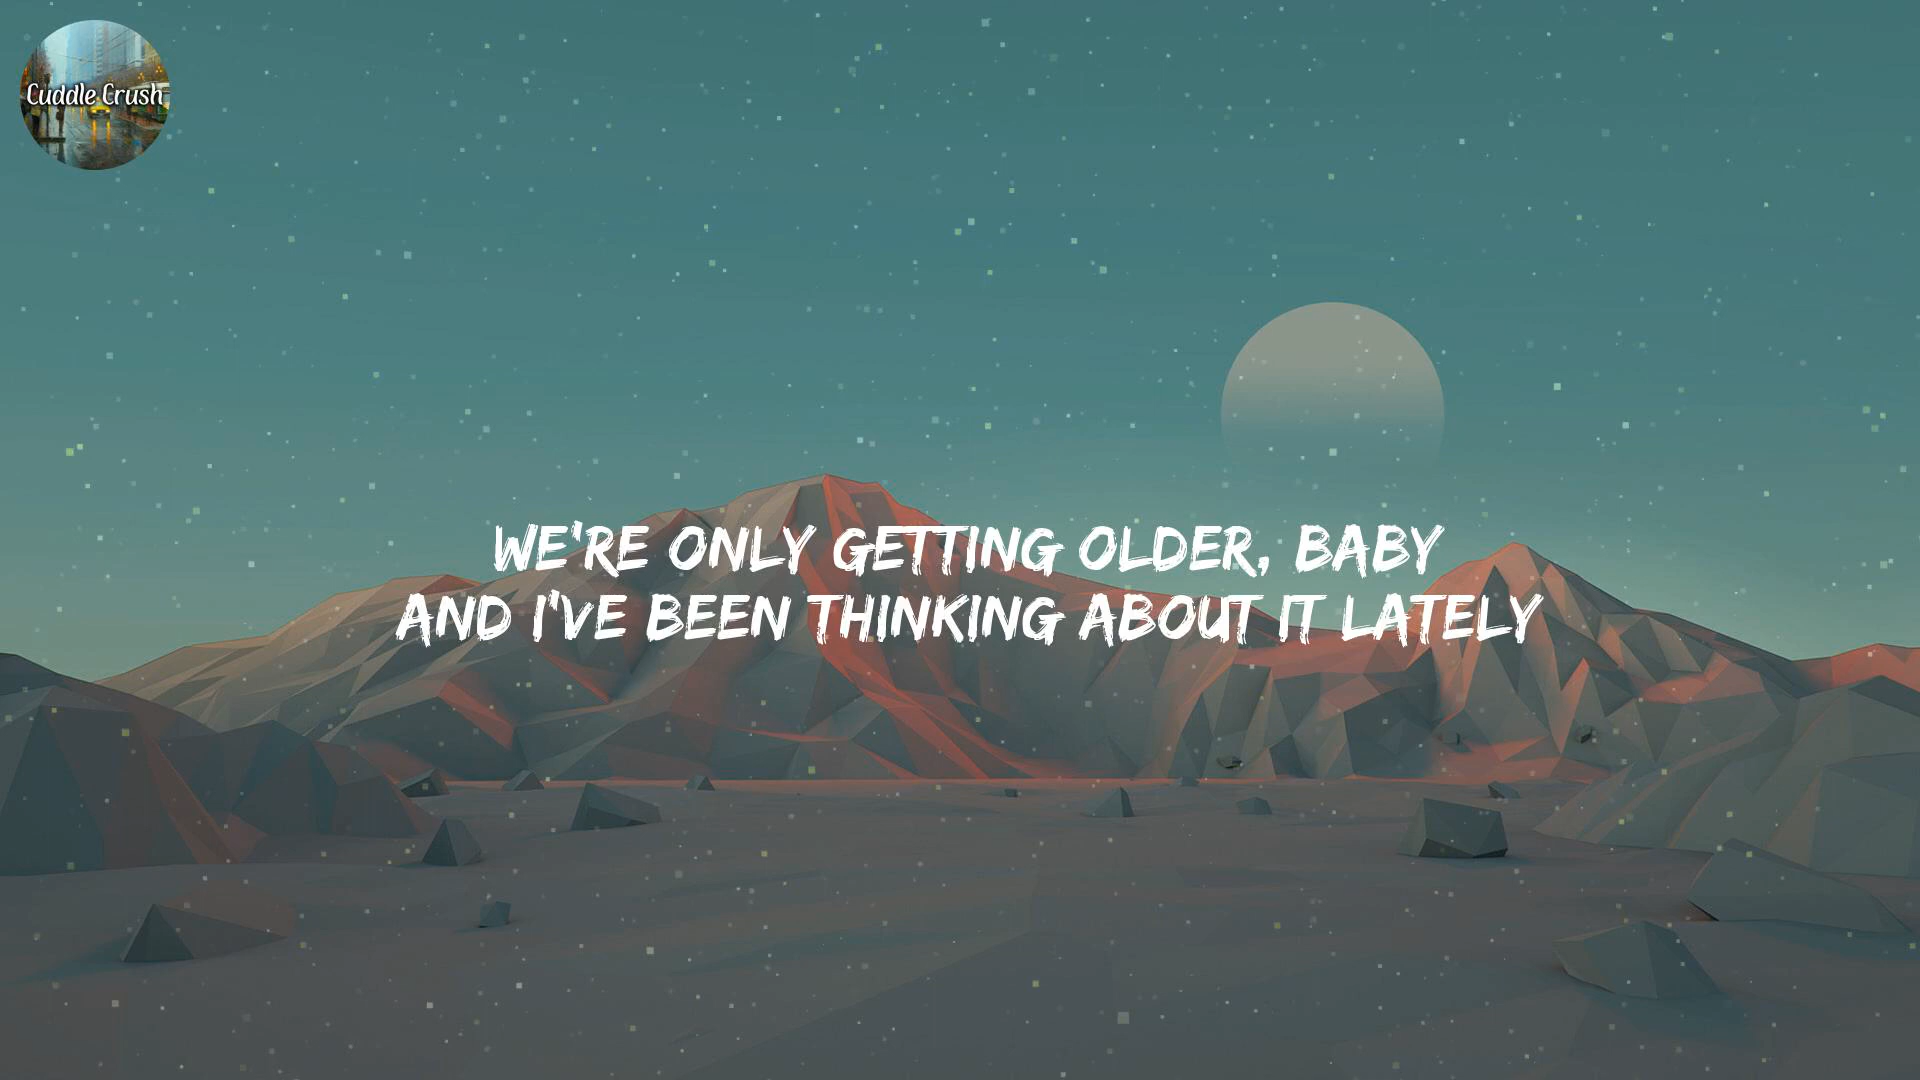 Cuddle Crush
WE'RE ONLY GETTING OLDER, BABY
AND I'VE BEEN THINKING ABOUT IT LATELY